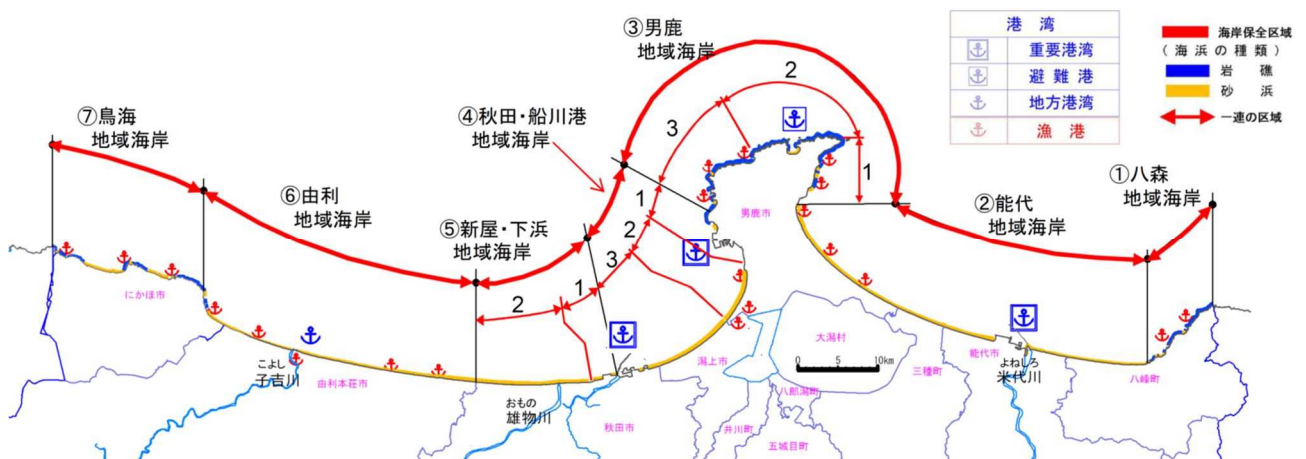 ③男鹿
地域海岸
港 湾
重要港湾
避 難 港
地方港湾
漁 港
海岸保全区域
( 海 浜 の 種 類 )
岩 礁
砂 浜
一連の区域
⑦鳥海
地域海岸
④秋田・船川港
地域海岸
2
3
1
①八森
地域海岸
⑥由利
地域海岸
⑤新屋・下浜
地域海岸
1
2
3
1
2
②能代
地域海岸
男鹿市
にかほ市
こよし
子吉川
由利本荘市
おもの
雄物川
秋田市
潟上市
大潟村
0 5 10km
八郎潟町
井川町
五城目町
三種町
能代市
よねしろ
米代川
八峰町